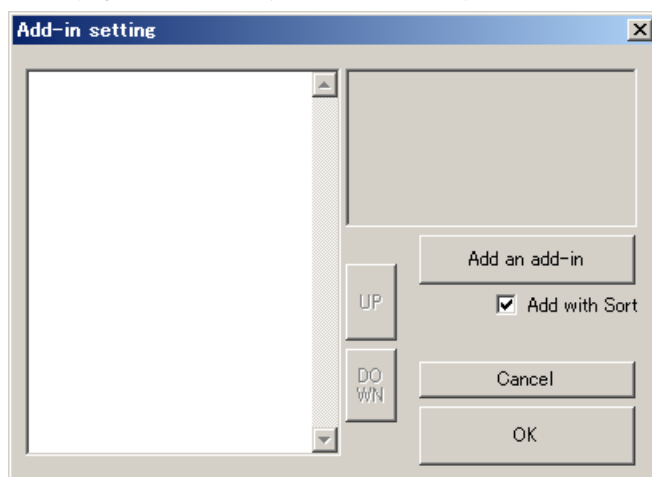 Add-in setting
Add an add-in
UP
Add with Sort
DO
WN
Cancel
OK